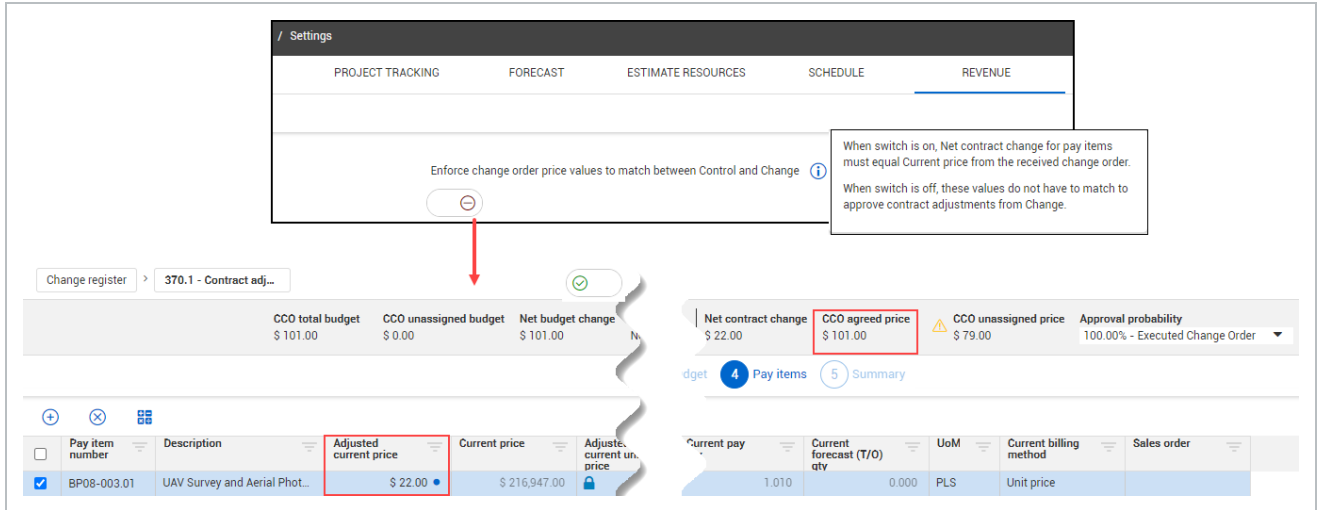 / Settings
PROJECT TRACKING FORECAST ESTIMATE RESOURCES SCHEDULE REVENUE
Enforce change order price values to match between Control and Change
When switch is on, Net contract change for pay items
must equal Current price from the received change order.
When switch is off, these values do not have to match to
approve contract adjustments from Change.
Change register > 370.1 - Contract adj...
CCO total budget CCO unassigned budget Net budget change Net contract change CCO agreed price CCO unassigned price Approval probability
$ 101.00 $ 0.00 $ 101.00 $ 22.00 $ 101.00 $ 79.00 100.00% - Executed Change Order
4 Pay items 5 Summary
Pay item number Description Adjusted current price Current price Current pay Current forecast (T/O) qty UoM Current billing method Sales order
BP08-003.01 UAV Survey and Aerial Phot... $ 22.00 $ 216,947.00 1.010 0.000 PLS Unit price